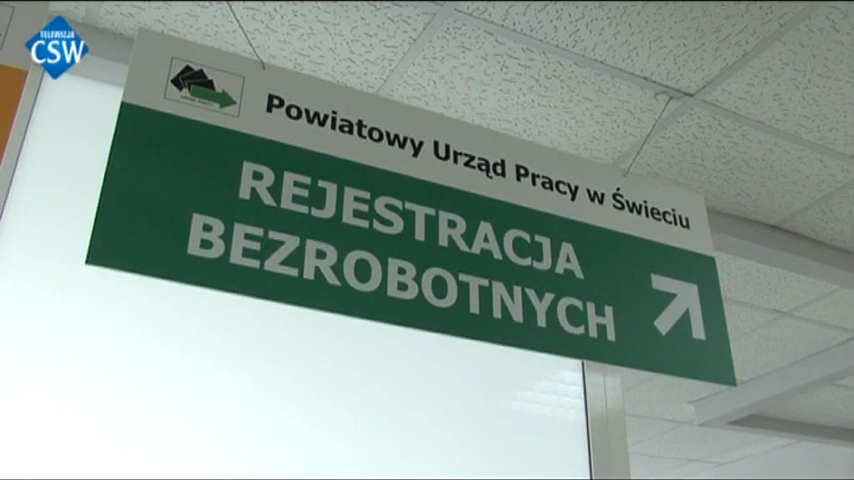 TELEWIZJA
CSW
Powiatowy Urząd Pracy w Świeciu
REJESTRACJA
BEZROBOTNYCH